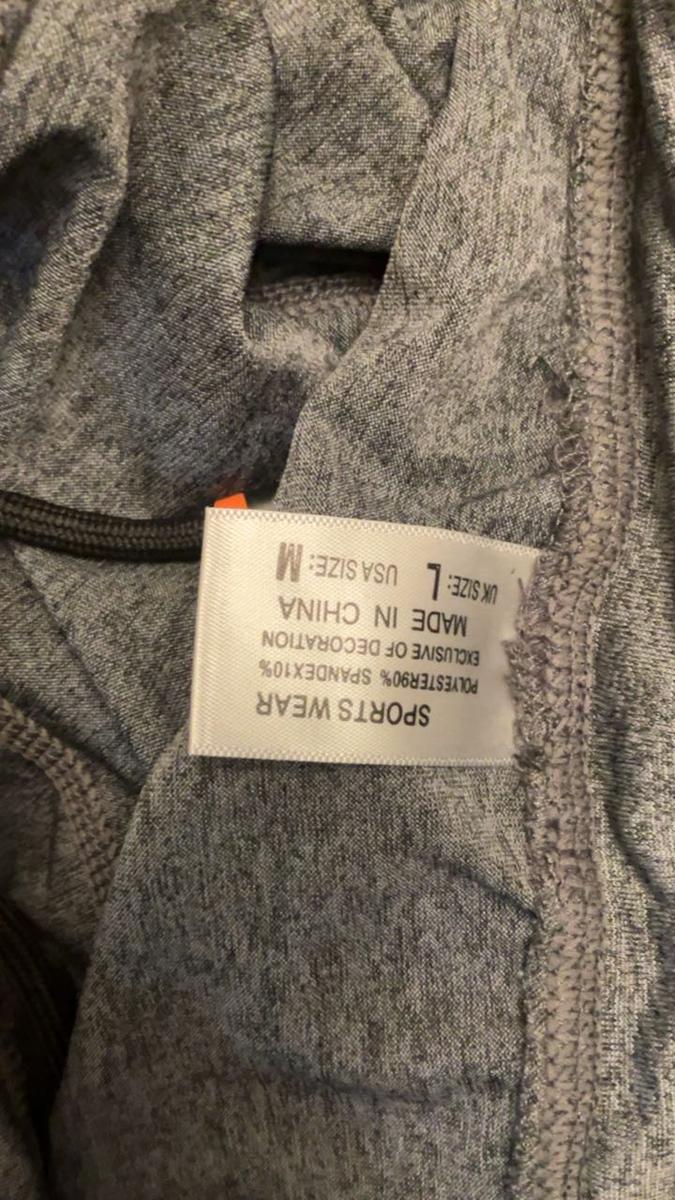 SPORTS WEAR
POLYESTER90% SPANDEX10%
EXCLUSIVE OF DECORATION
MADE IN CHINA
UK SIZE: L USA SIZE: M